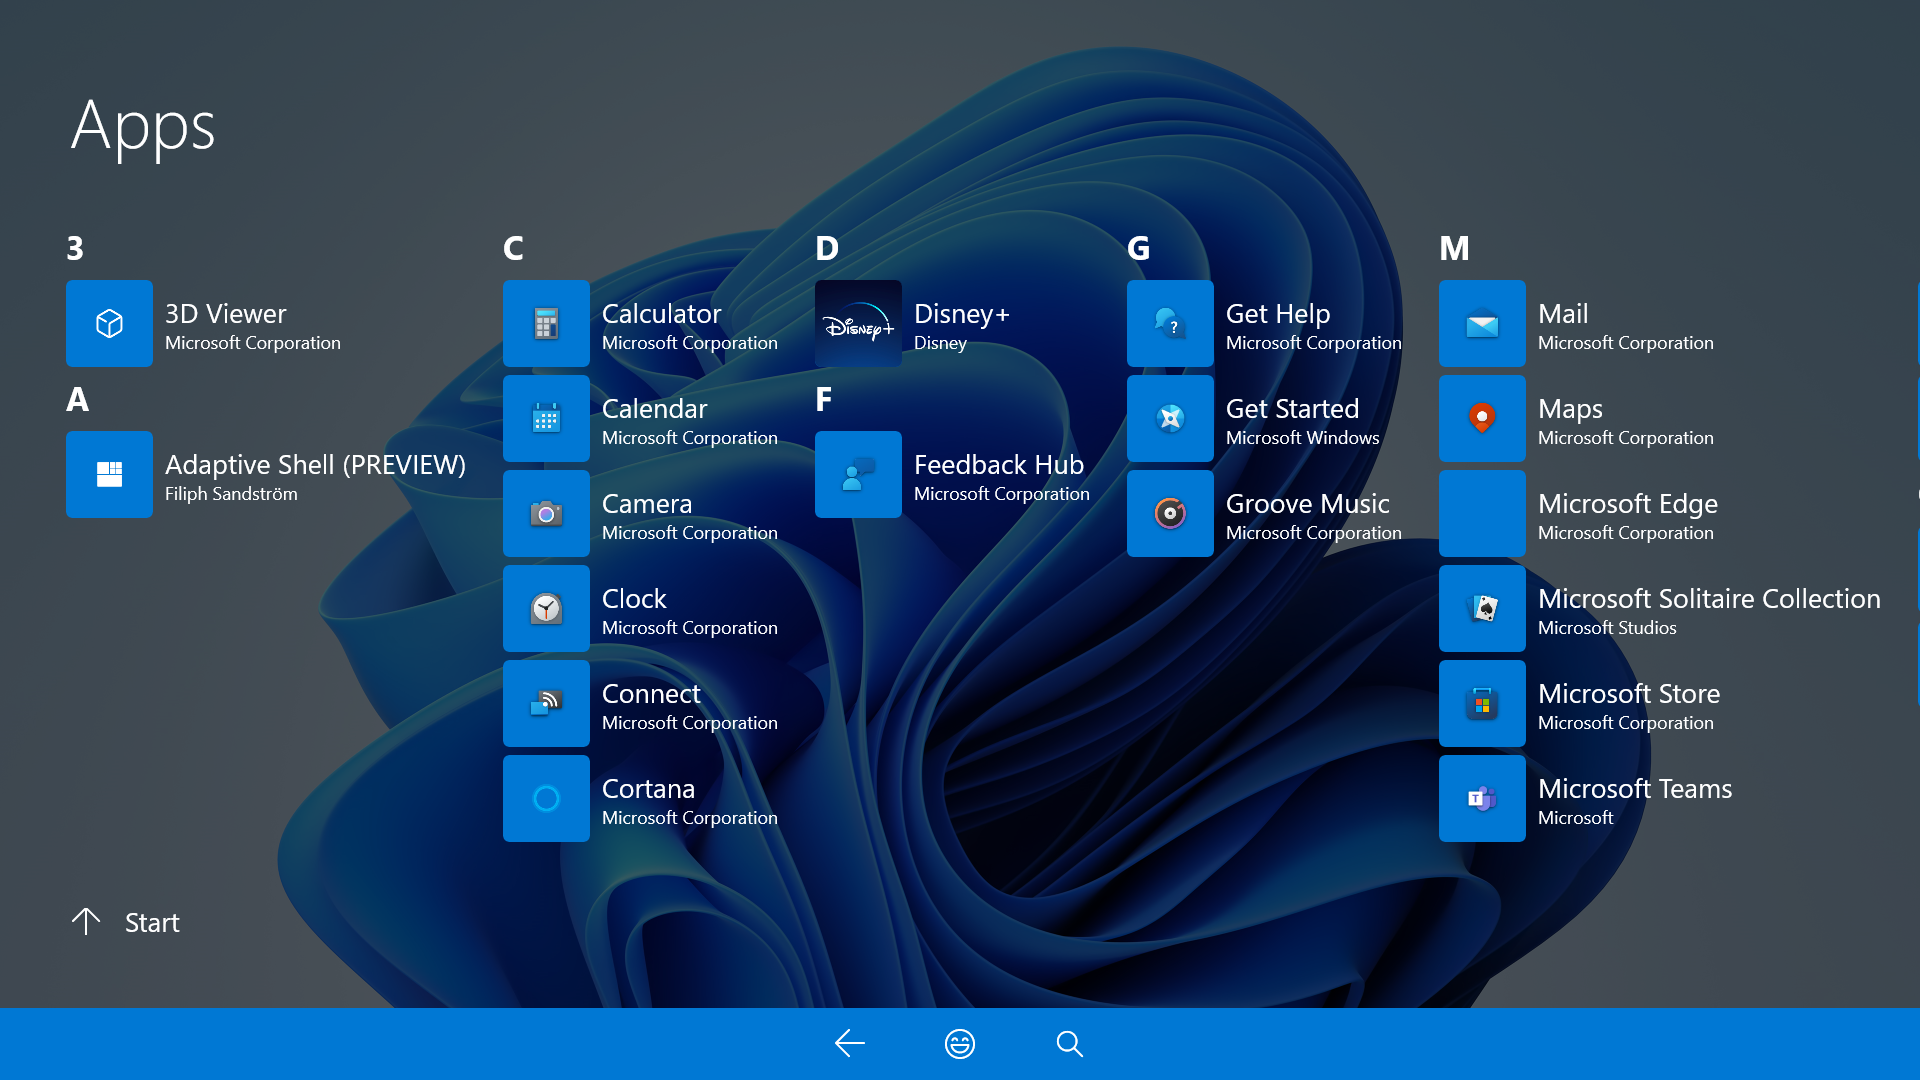 Apps
3
3D Viewer
Microsoft Corporation
A
Adaptive Shell (PREVIEW)
Filiph Sandström
C
Calculator
Microsoft Corporation
Calendar
Microsoft Corporation
Camera
Microsoft Corporation
Clock
Microsoft Corporation
Connect
Microsoft Corporation
Cortana
Microsoft Corporation
D
Disney+
Disney+
Disney
F
Feedback Hub
Microsoft Corporation
G
?
Get Help
Microsoft Corporation
Get Started
Microsoft Windows
Groove Music
Microsoft Corporation
M
Mail
Microsoft Corporation
Maps
Microsoft Corporation
Microsoft Edge
Microsoft Corporation
Microsoft Solitaire Collection
Microsoft Studios
Microsoft Store
Microsoft Corporation
T
Microsoft Teams
Microsoft
Start